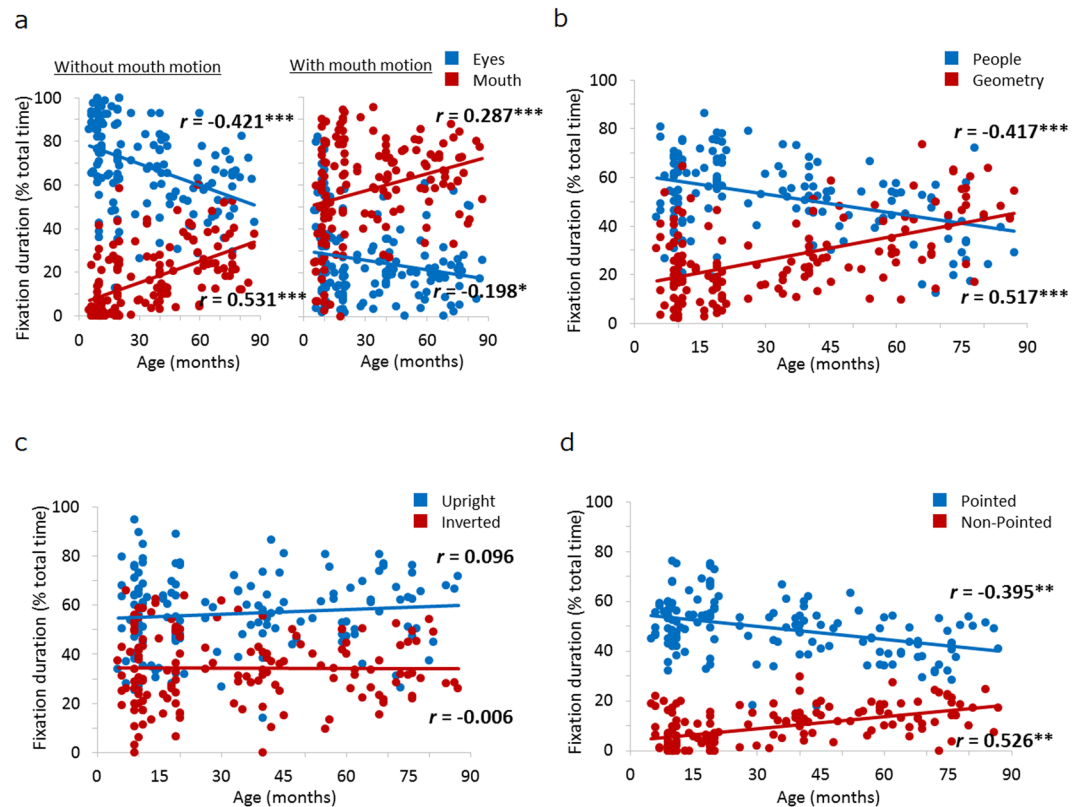 a
Without mouth motion
With mouth motion
Eyes
Mouth
Fixation duration (% total time)
100
80
60
40
20
0
r = -0.421***
r = 0.531***
r = 0.287***
r = -0.198*
0 30 60 90
0 30 60 90
Age (months)
Age (months)
b
People
Geometry
Fixation duration (% total time)
100
80
60
40
20
0
r = -0.417***
r = 0.517***
0 15 30 45 60 75 90
Age (months)
c
Upright
Inverted
Fixation duration (% total time)
100
80
60
40
20
0
r = 0.096
r = -0.006
0 15 30 45 60 75 90
Age (months)
d
Pointed
Non-Pointed
Fixation duration (% total time)
100
80
60
40
20
0
r = -0.395**
r = 0.526**
0 15 30 45 60 75 90
Age (months)